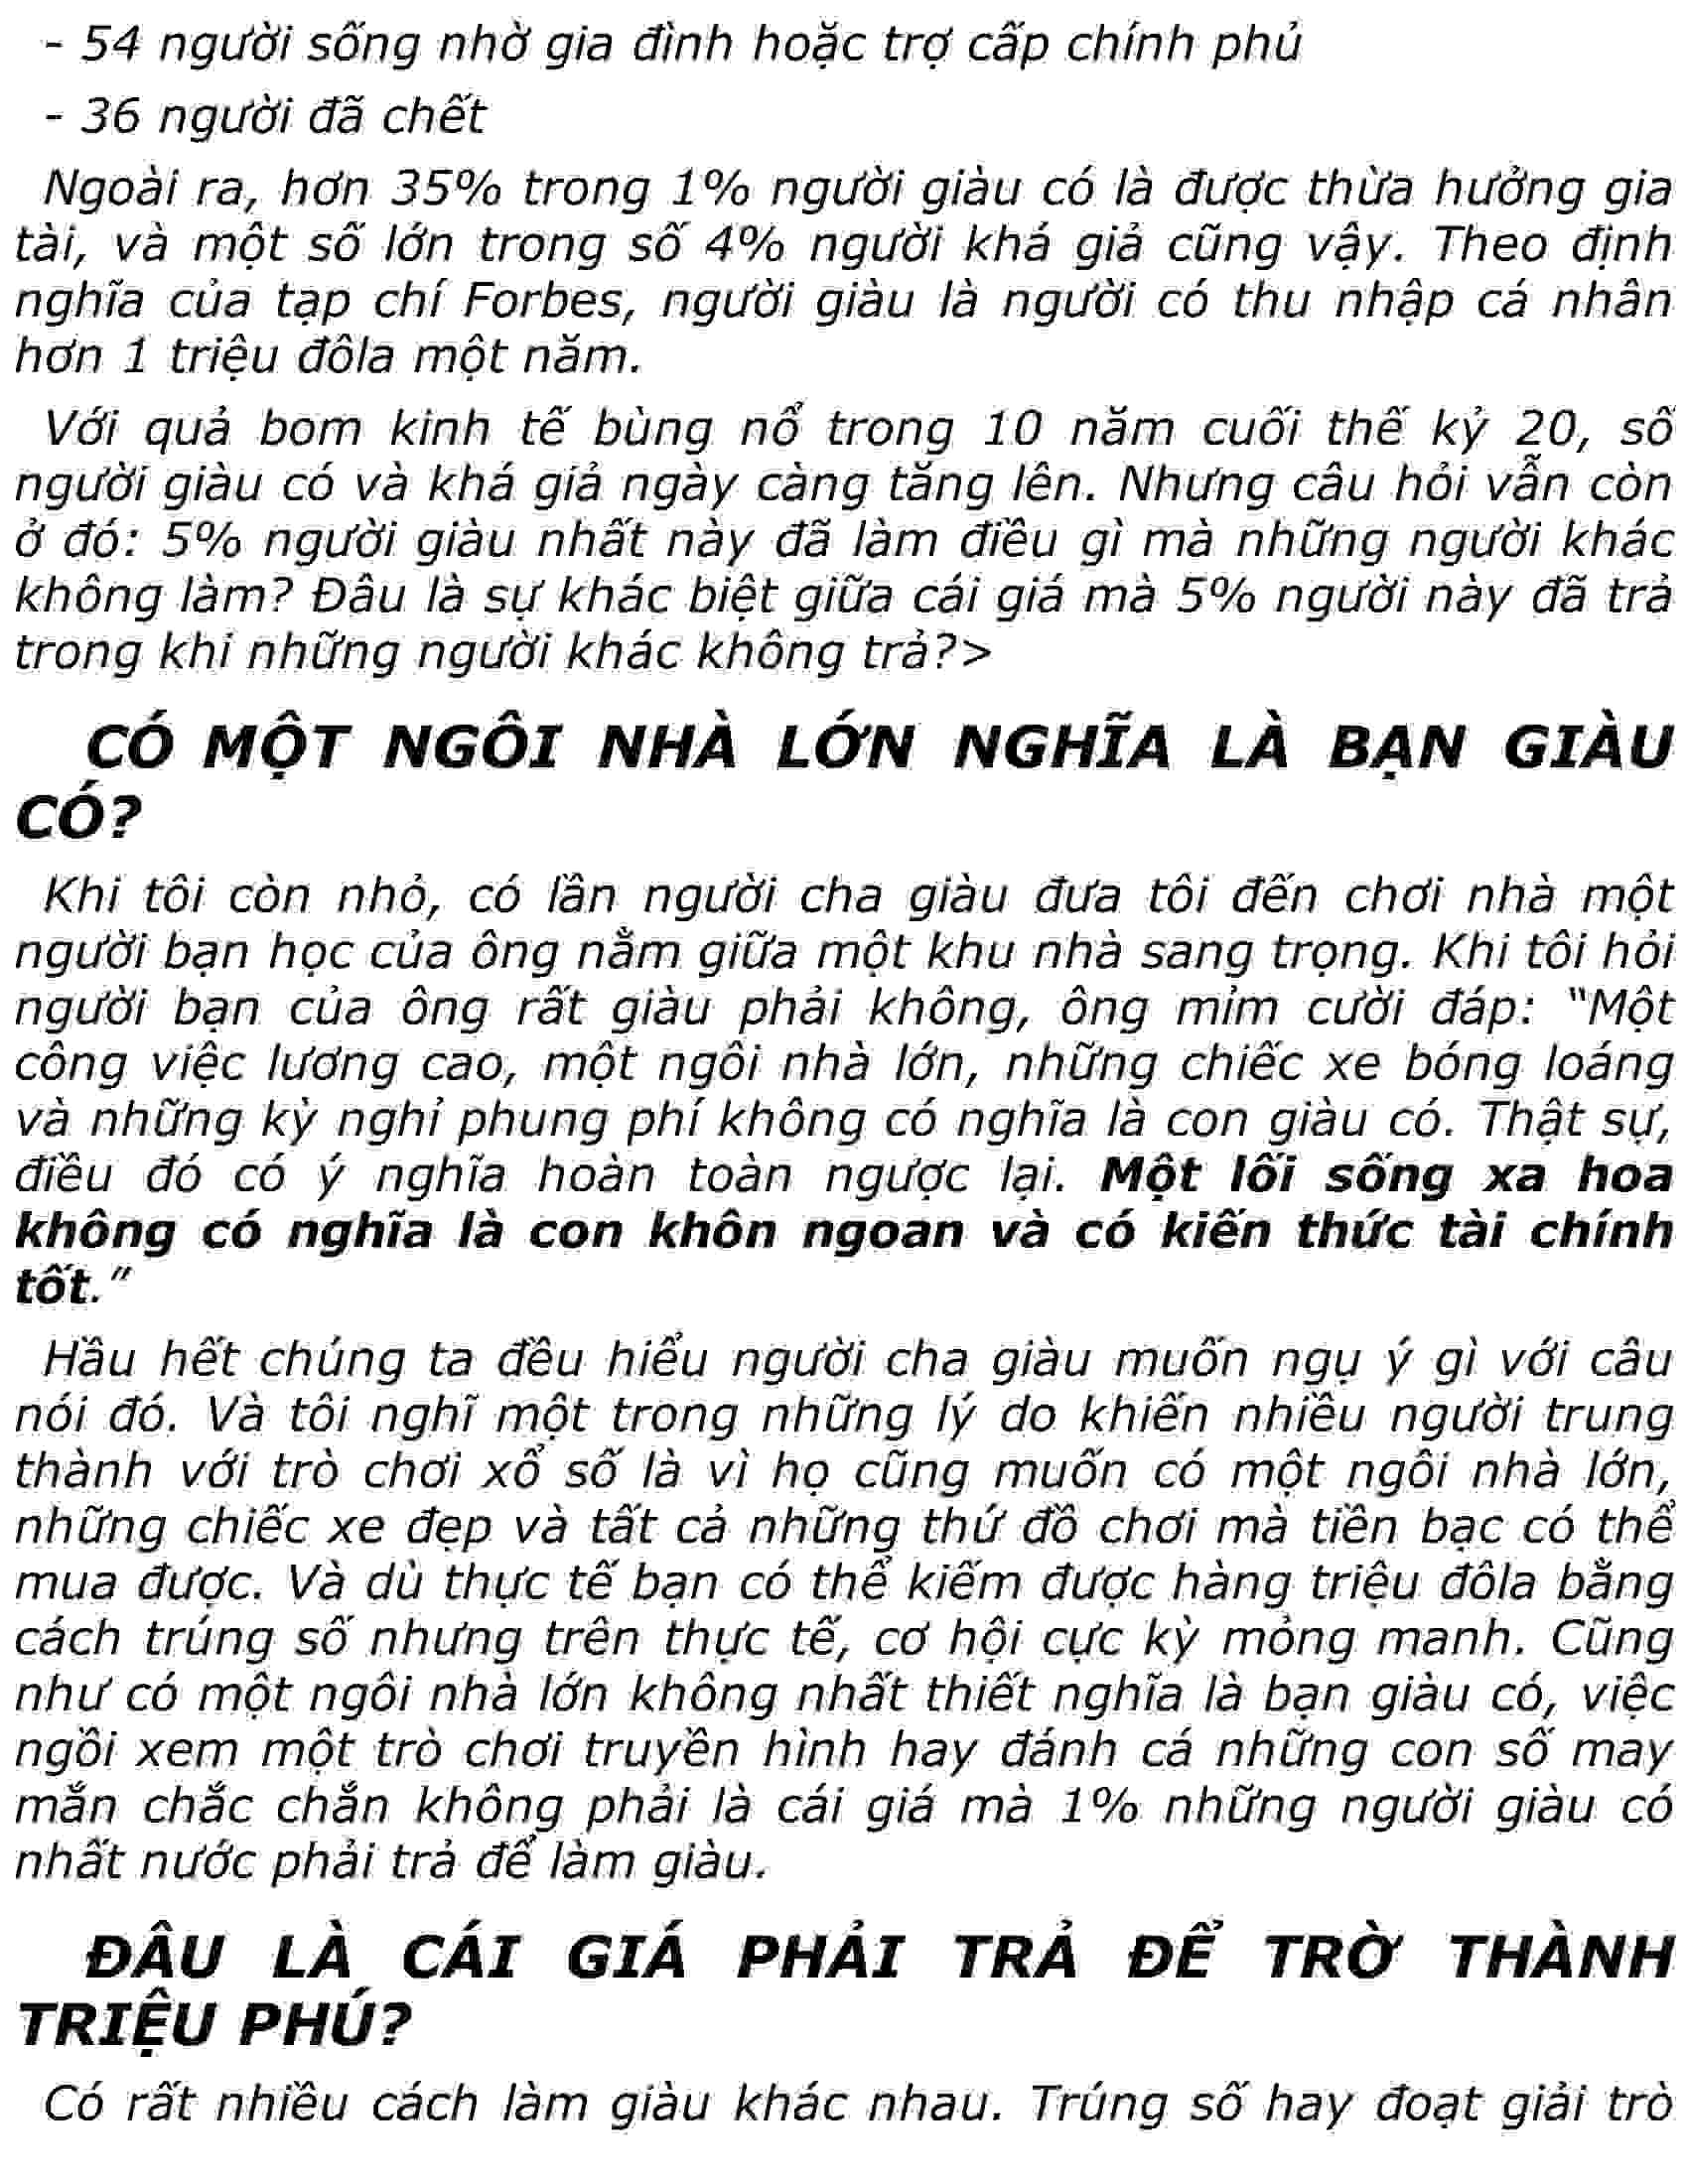 - 54 người sống nhờ gia đình hoặc trợ cấp chính phủ
- 36 người đã chết
Ngoài ra, hơn 35% trong 1% người giàu có là được thừa hưởng gia
tài, và một số lớn trong số 4% người khá giả cũng vậy. Theo định
nghĩa của tạp chí Forbes, người giàu là người có thu nhập cá nhân
hơn 1 triệu đôla một năm.
Với quả bom kinh tế bùng nổ trong 10 năm cuối thế kỷ 20, số
người giàu có và khá giả ngày càng tăng lên. Nhưng câu hỏi vẫn còn
ở đó: 5% người giàu nhất này đã làm điều gì mà những người khác
không làm? Đâu là sự khác biệt giữa cái giá mà 5% người này đã trả
trong khi những người khác không trả?>
CÓ MỘT NGÔI NHÀ LỚN NGHĨA LÀ BẠN GIÀU
CÓ?
Khi tôi còn nhỏ, có lần người cha giàu đưa tôi đến chơi nhà một
người bạn học của ông nằm giữa một khu nhà sang trọng. Khi tôi hỏi
người bạn của ông rất giàu phải không, ông mỉm cười đáp: “Một
công việc lương cao, một ngôi nhà lớn, những chiếc xe bóng loáng
và những kỳ nghỉ phung phí không có nghĩa là con giàu có. Thật sự,
điều đó có ý nghĩa hoàn toàn ngược lại. Một lối sống xa hoa
không có nghĩa là con khôn ngoan và có kiến thức tài chính
tốt.”
Hầu hết chúng ta đều hiểu người cha giàu muốn ngụ ý gì với câu
nói đó. Và tôi nghĩ một trong những lý do khiến nhiều người trung
thành với trò chơi xổ số là vì họ cũng muốn có một ngôi nhà lớn,
những chiếc xe đẹp và tất cả những thứ đồ chơi mà tiền bạc có thể
mua được. Và dù thực tế bạn có thể kiếm được hàng triệu đôla bằng
cách trúng số nhưng trên thực tế, cơ hội cực kỳ mỏng manh. Cũng
như có một ngôi nhà lớn không nhất thiết nghĩa là bạn giàu có, việc
ngồi xem một trò chơi truyền hình hay đánh cá những con số may
mắn chắc chắn không phải là cái giá mà 1% những người giàu có
nhất nước phải trả để làm giàu.
ĐÂU LÀ CÁI GIÁ PHẢI TRẢ ĐỂ TRỜ THÀNH
TRIỆU PHÚ?
Có rất nhiều cách làm giàu khác nhau. Trúng số hay đoạt giải trò